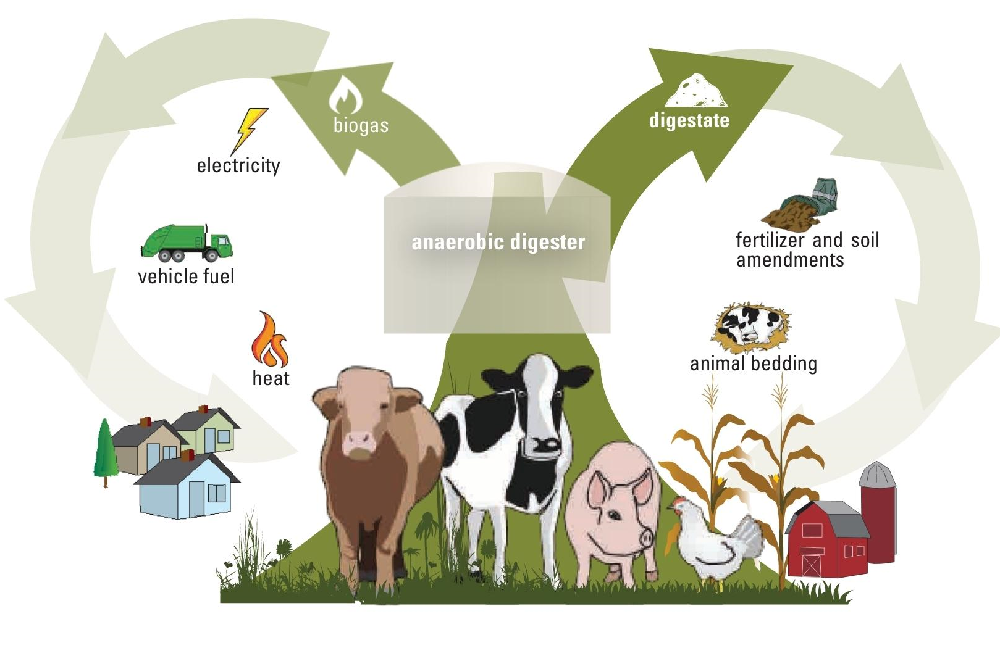 biogas
digestate
electricity
anaerobic digester
fertilizer and soil
amendments
vehicle fuel
animal bedding
heat